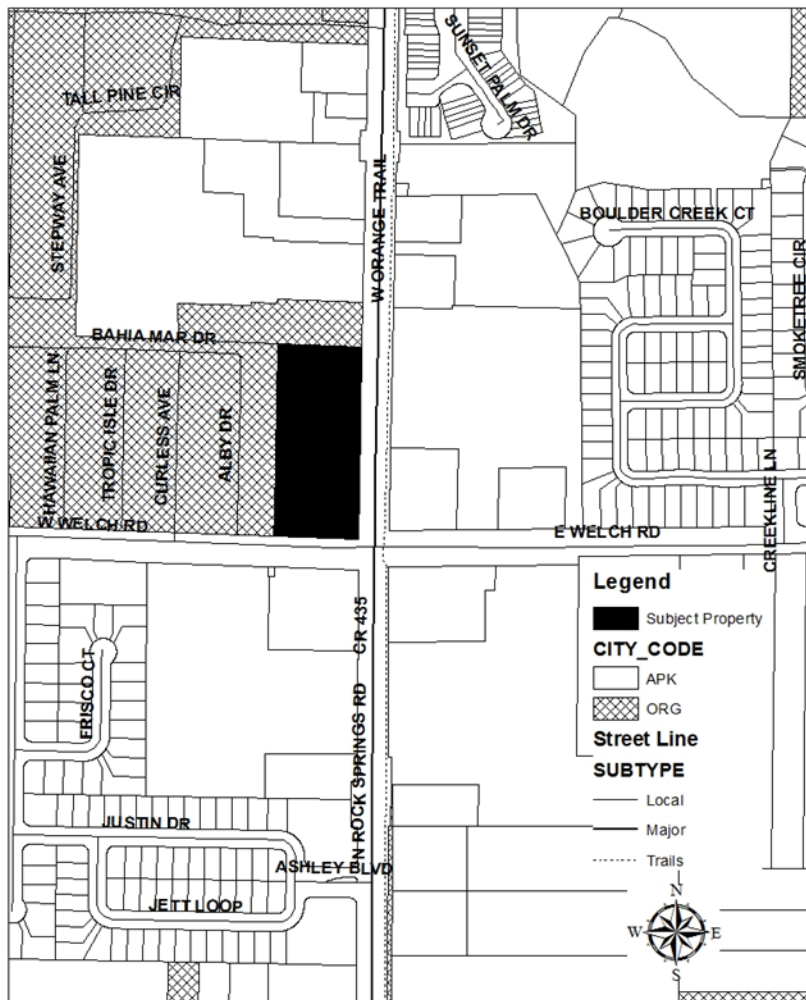 SUNSET PALM DR
TALL PINE CIR
STEPWAY AVE
W ORANGE TRAIL
BOULDER CREEK CT
SMOKETREE CIR
BAHIA MAR DR
HAWAIIAN PALM LN
TROPIC ISLE DR
CURLESS AVE
ALBY DR
W WELCH RD
E WELCH RD
CREEKLINE LN
Legend
Subject Property
CITY_CODE
APK
ORG
Street Line
SUBTYPE
Local
Major
Trails
FRISCO CT
N ROCK SPRINGS RD CR 435
JUSTIN DR
ASHLEY BLVD
JETT LOOP
N
W E
S